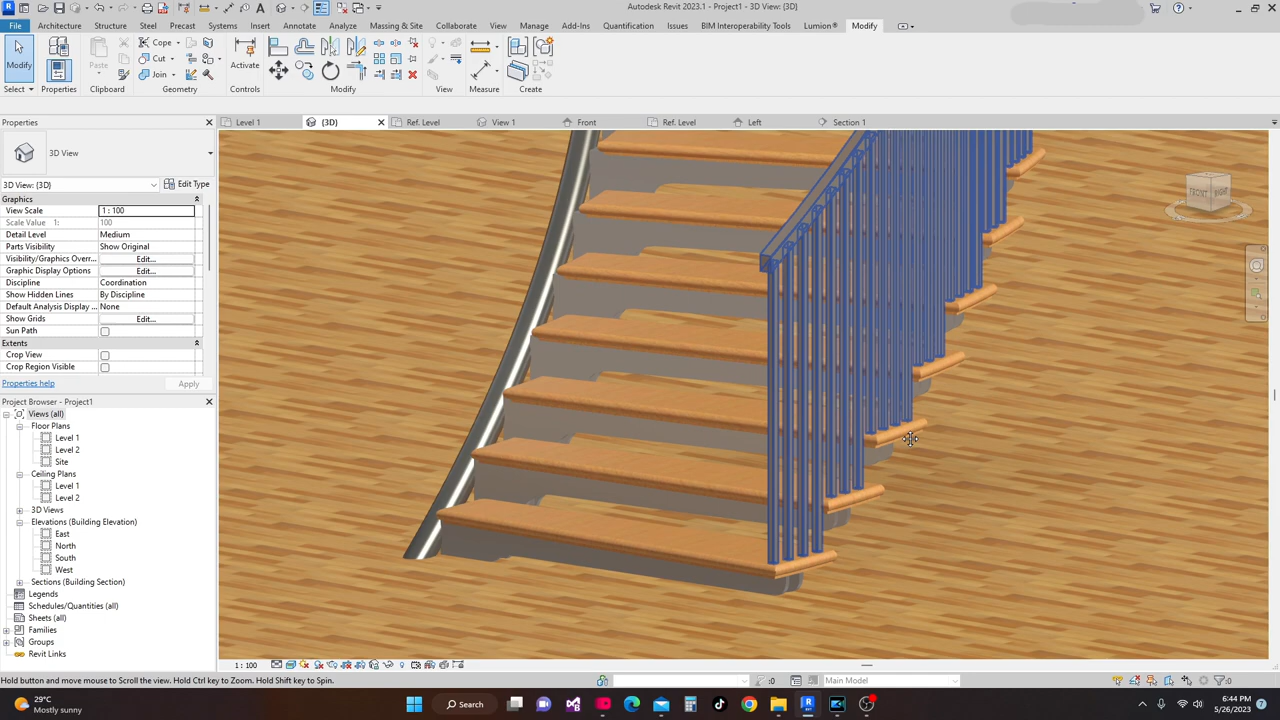 Autodesk Revit 2023.1 - Project1 - 3D View: {3D}
File Architecture Structure Steel Precast Systems Insert Annotate Analyze Massing & Site Collaborate View Manage Add-Ins Quantification Issues BIM Interoperability Tools Lumion® Modify
Modify Paste Cope Cut Join Activate
Select Properties Clipboard Geometry Controls Modify View Measure Create
Properties
Level 1 {3D} Ref. Level View 1 Front Ref. Level Left Section 1
3D View
3D View: {3D} Edit Type
Graphics
View Scale 1 : 100
Scale Value 1: 100
Detail Level Medium
Parts Visibility Show Original
Visibility/Graphics Overr... Edit...
Graphic Display Options Edit...
Discipline Coordination
Show Hidden Lines By Discipline
Default Analysis Display ... None
Show Grids Edit...
Sun Path
Extents
Crop View
Crop Region Visible
Properties help Apply
Project Browser - Project1
Views (all)
Floor Plans
Level 1
Level 2
Site
Ceiling Plans
Level 1
Level 2
3D Views
Elevations (Building Elevation)
East
North
South
West
Sections (Building Section)
Legends
Schedules/Quantities (all)
Sheets (all)
Families
Groups
Revit Links
FRONT RIGHT
1 : 100
Hold button and move mouse to Scroll the view. Hold Ctrl key to Zoom. Hold Shift key to Spin.
:0 Main Model :0
29°C
Mostly sunny
Search
6:44 PM
5/26/2023